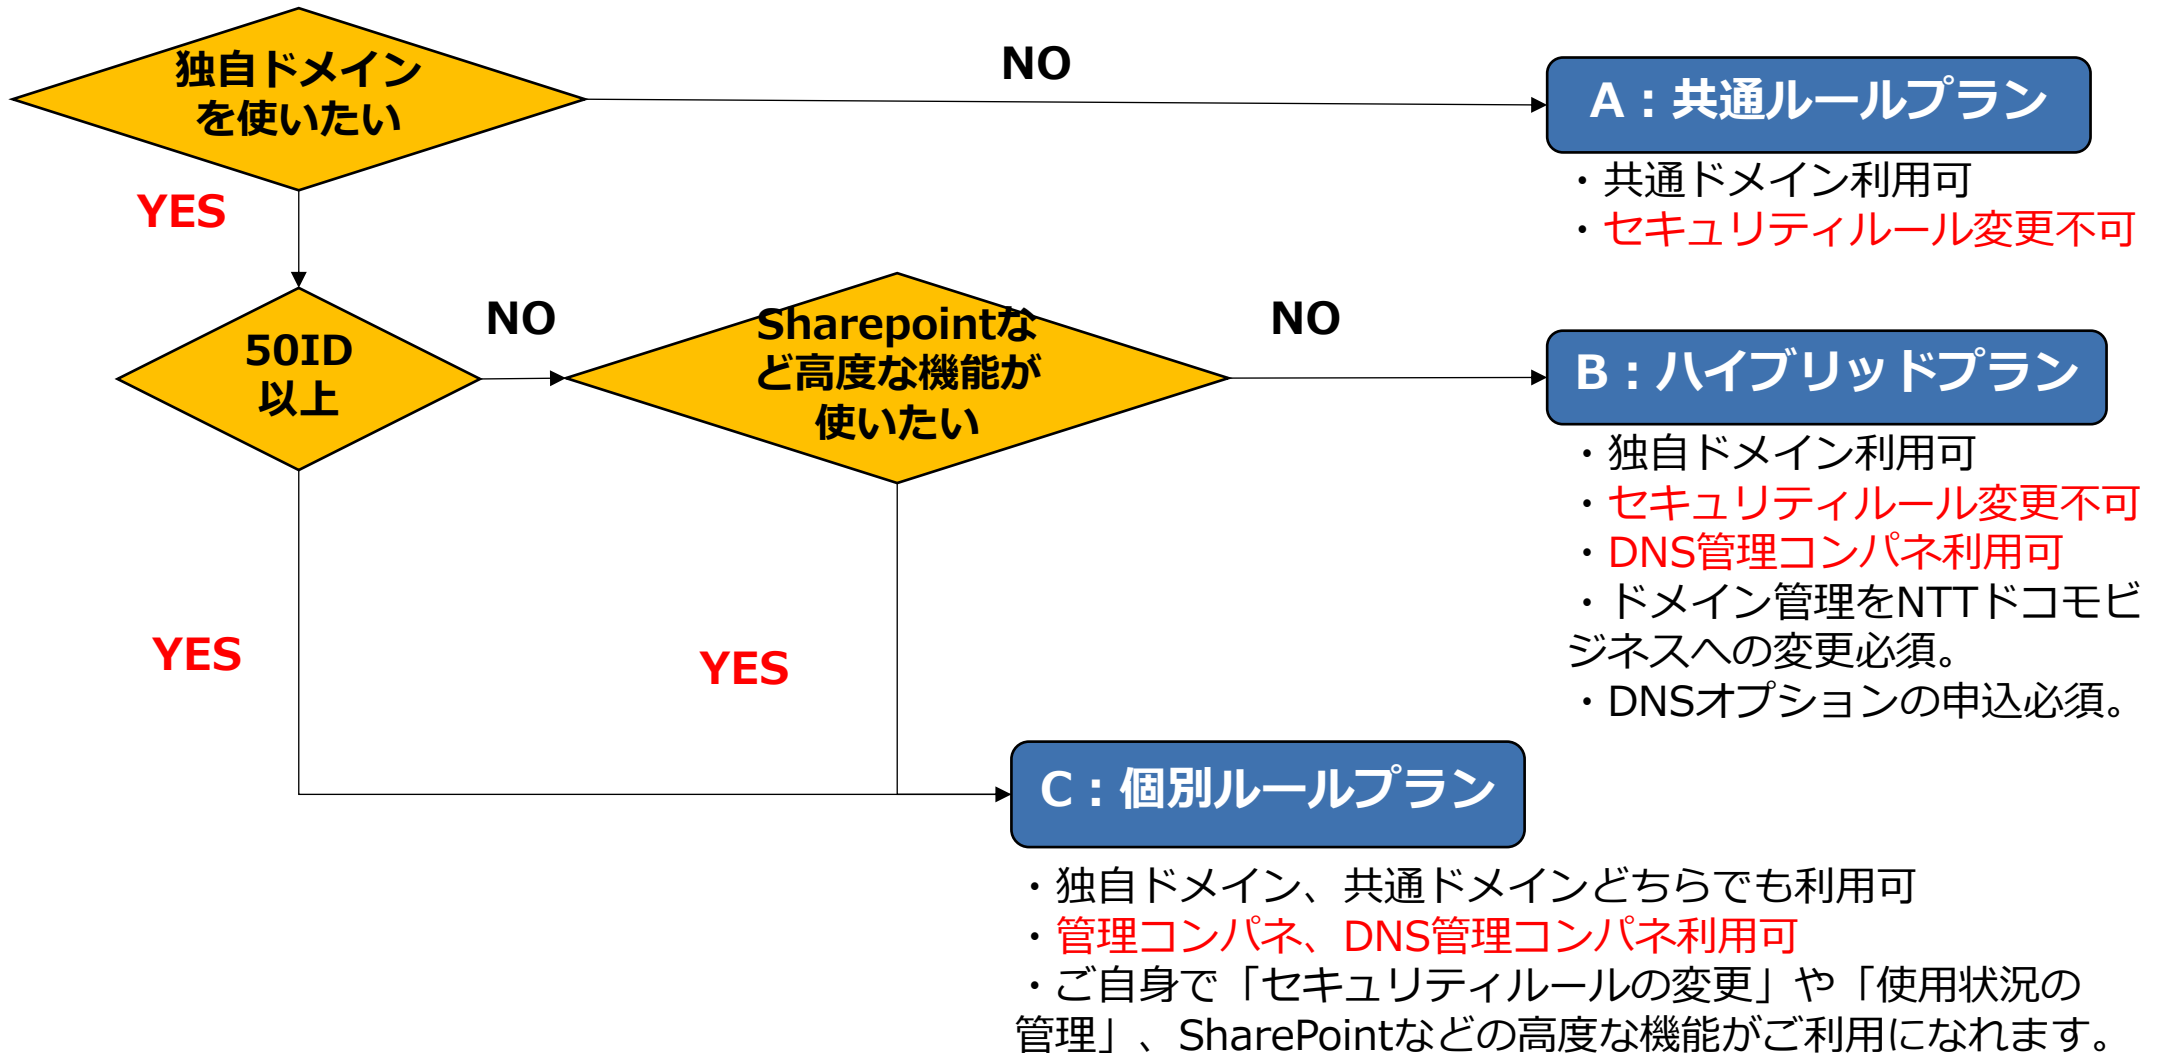 独自ドメイン
を使いたい
NO
A：共通ルールプラン
・共通ドメイン利用可
・セキュリティルール変更不可
YES
50ID
以上
NO
Sharepointな
ど高度な機能が
使いたい
NO
B：ハイブリッドプラン
・独自ドメイン利用可
・セキュリティルール変更不可
・DNS管理コンパネ利用可
・ドメイン管理をNTTドコモビ
ジネスへの変更必須。
・DNSオプションの申込必須。
YES
YES
C：個別ルールプラン
・独自ドメイン、共通ドメインどちらでも利用可
・管理コンパネ、DNS管理コンパネ利用可
・ご自身で「セキュリティルールの変更」や「使用状況の
管理」、SharePointなどの高度な機能がご利用になれます。